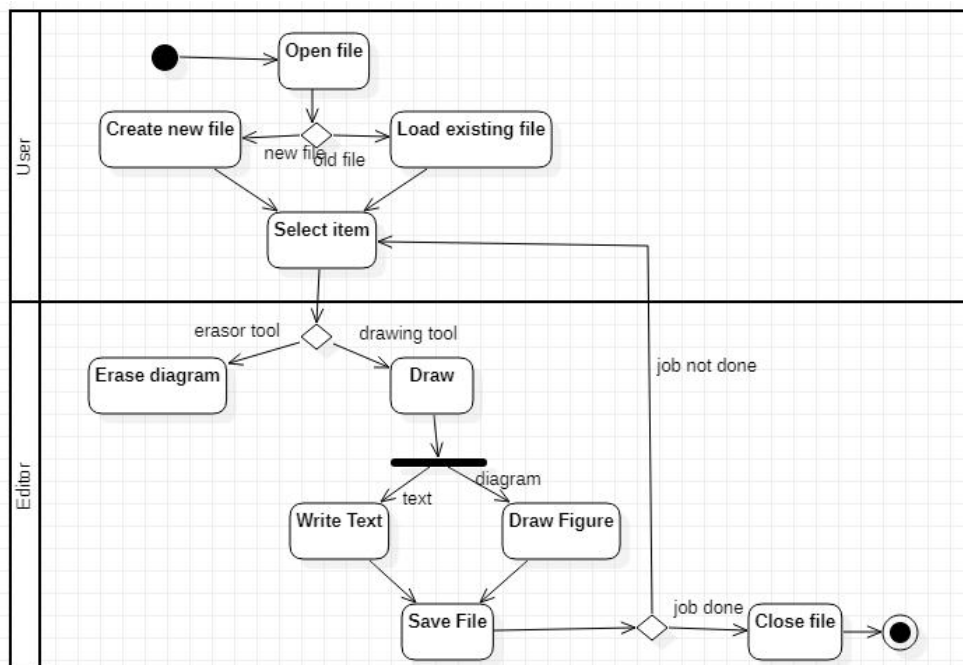 User
Open file
Create new file
Load existing file
new file
old file
Select item
Editor
erasor tool
drawing tool
job not done
Erase diagram
Draw
text
diagram
Write Text
Draw Figure
job done
Save File
Close file